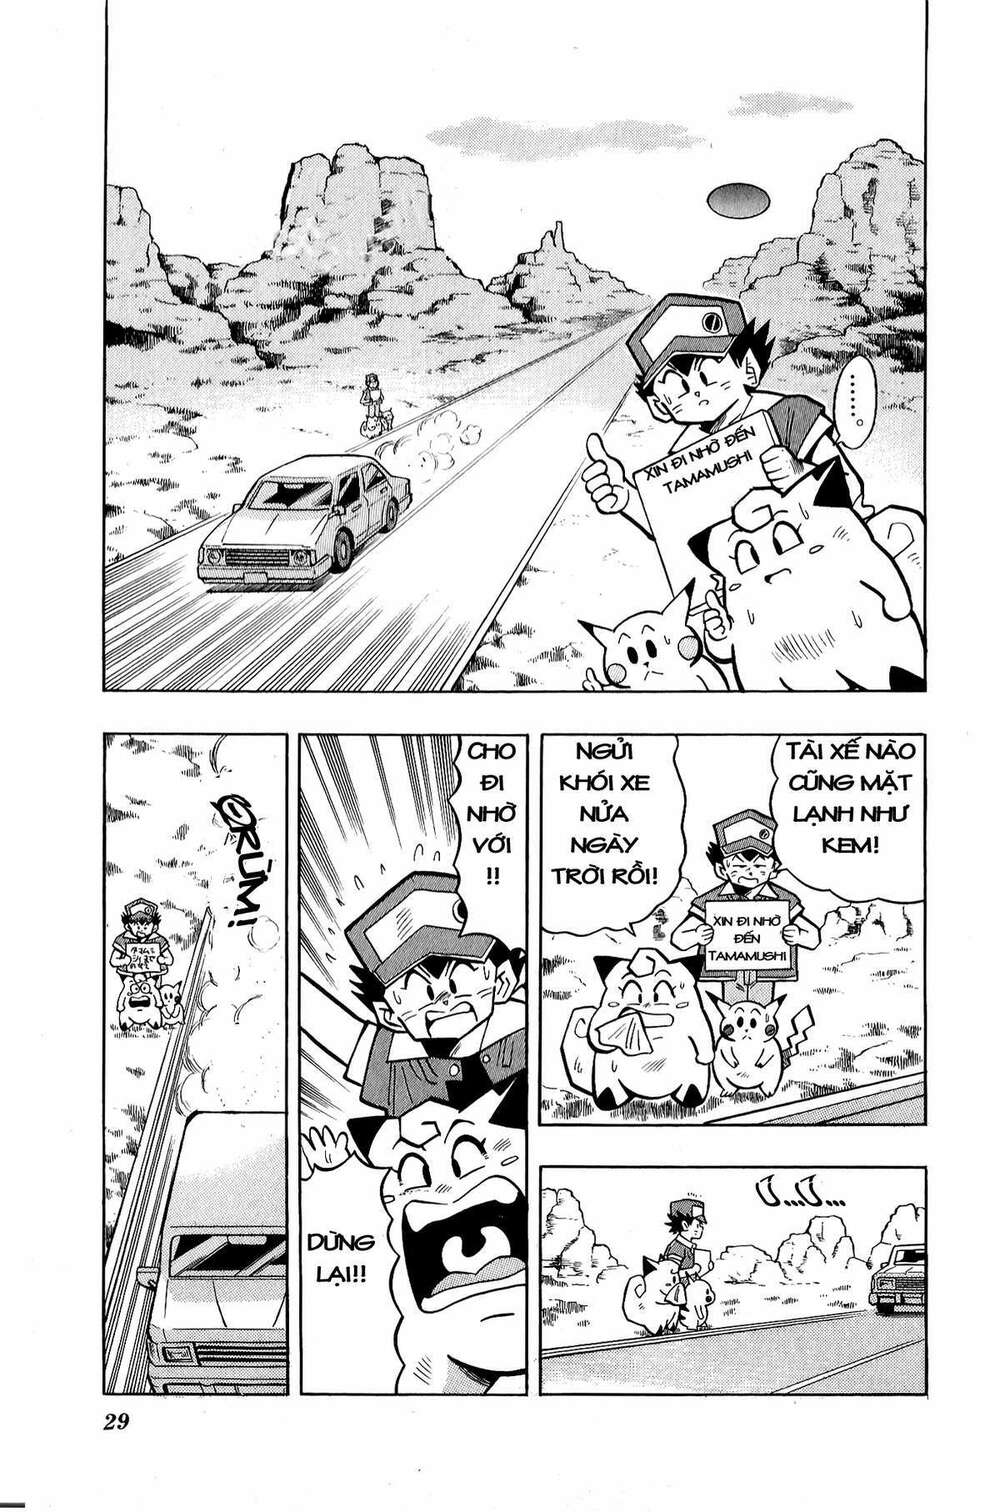 ......
XIN ĐI NHỜ ĐẾN
TAMAMUSHI
TÀI XẾ NÀO
CŨNG MẶT
LẠNH NHƯ
KEM!
NGỬI
KHÓI XE
NỬA
NGÀY
TRỜI RỒI!
XIN ĐI NHỜ
ĐẾN
TAMAMUSHI
Ù...Ù...
CHO
ĐI
NHỜ
VỚI
!!
DỪNG
LẠI!!
RÙM!
29